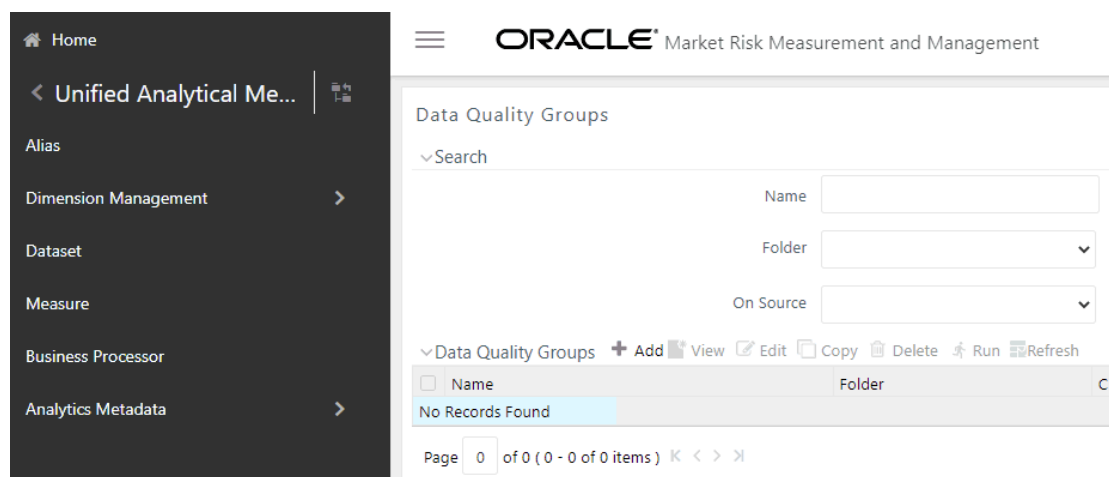 Home
Unified Analytical Me...
Alias
Dimension Management
Dataset
Measure
Business Processor
Analytics Metadata
ORACLE® Market Risk Measurement and Management
Data Quality Groups
Search
Name
Folder
On Source
Data Quality Groups Add View Edit Copy Delete Run Refresh
Name Folder C
No Records Found
Page 0 of 0 ( 0 - 0 of 0 items )